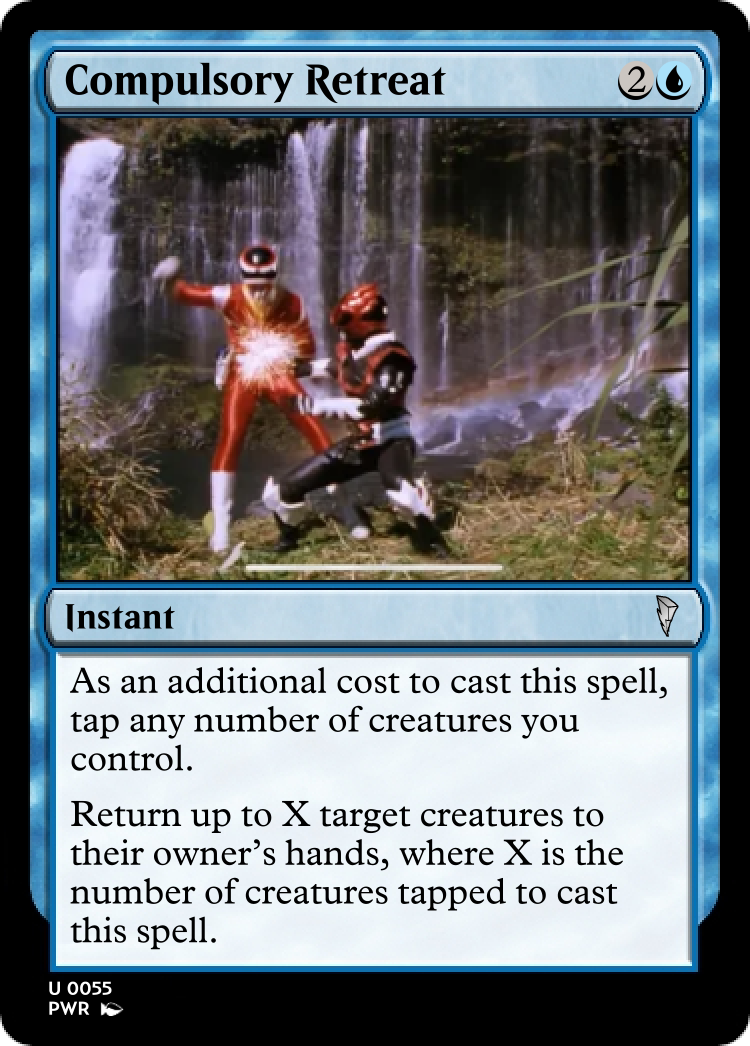 Compulsory Retreat 2
Instant
As an additional cost to cast this spell,
tap any number of creatures you
control.
Return up to X target creatures to
their owner's hands, where X is the
number of creatures tapped to cast
this spell.
U 0055
PWR